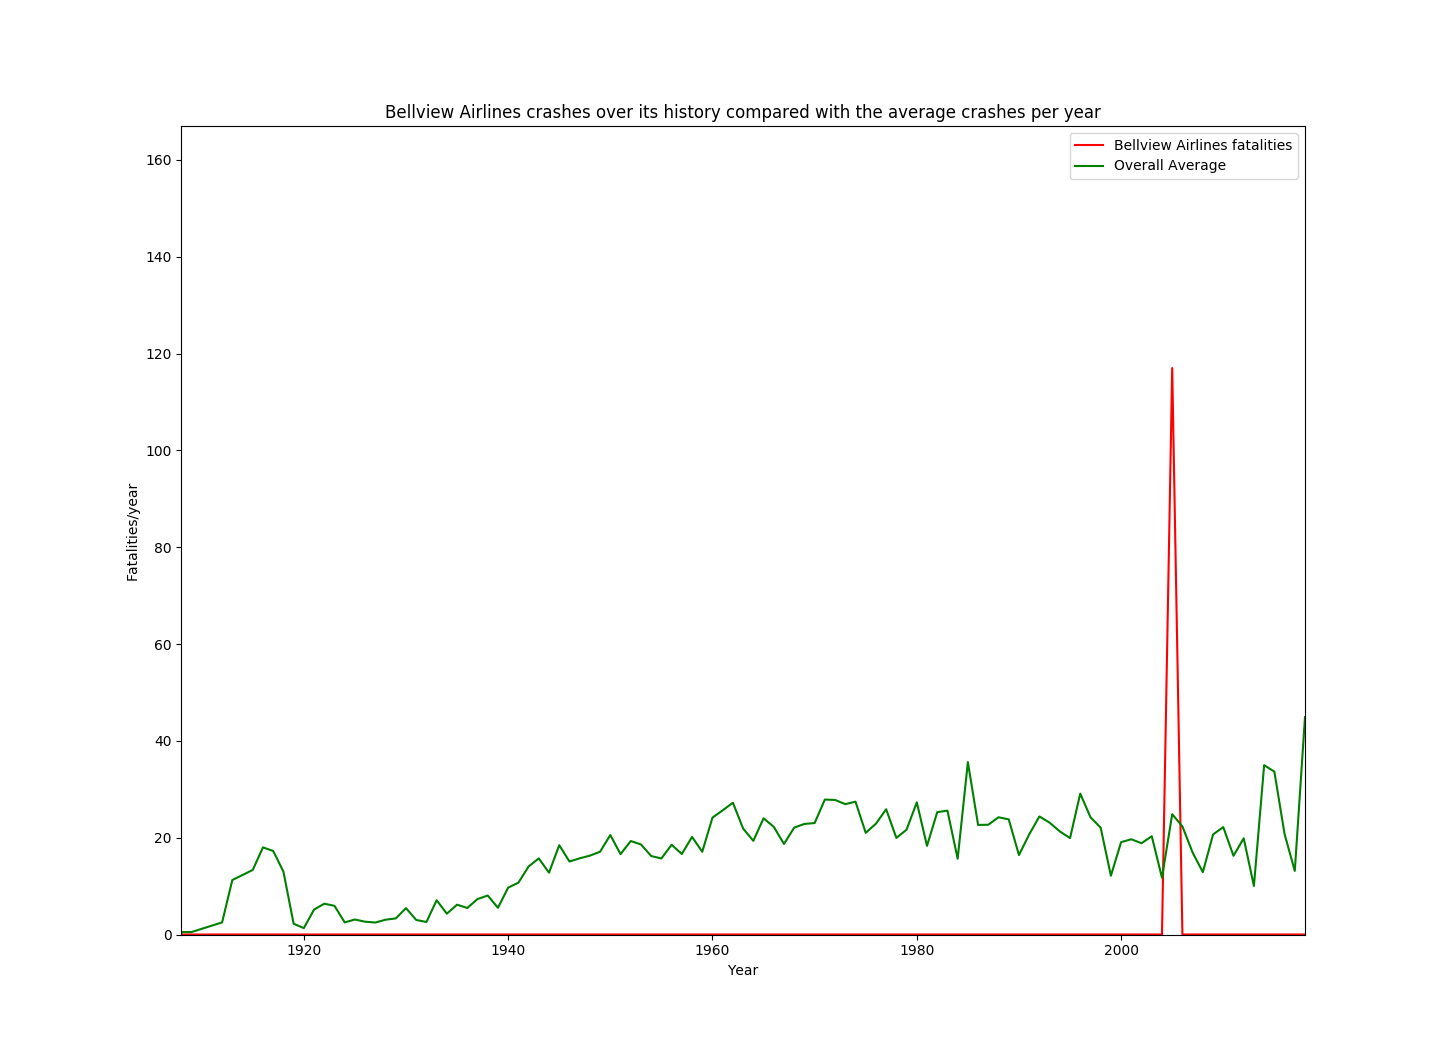 Bellview Airlines crashes over its history compared with the average crashes per year
Bellview Airlines fatalities
Overall Average
160
140
120
100
80
60
40
20
0
Fatalities/year
1920 1940 1960 1980 2000
Year